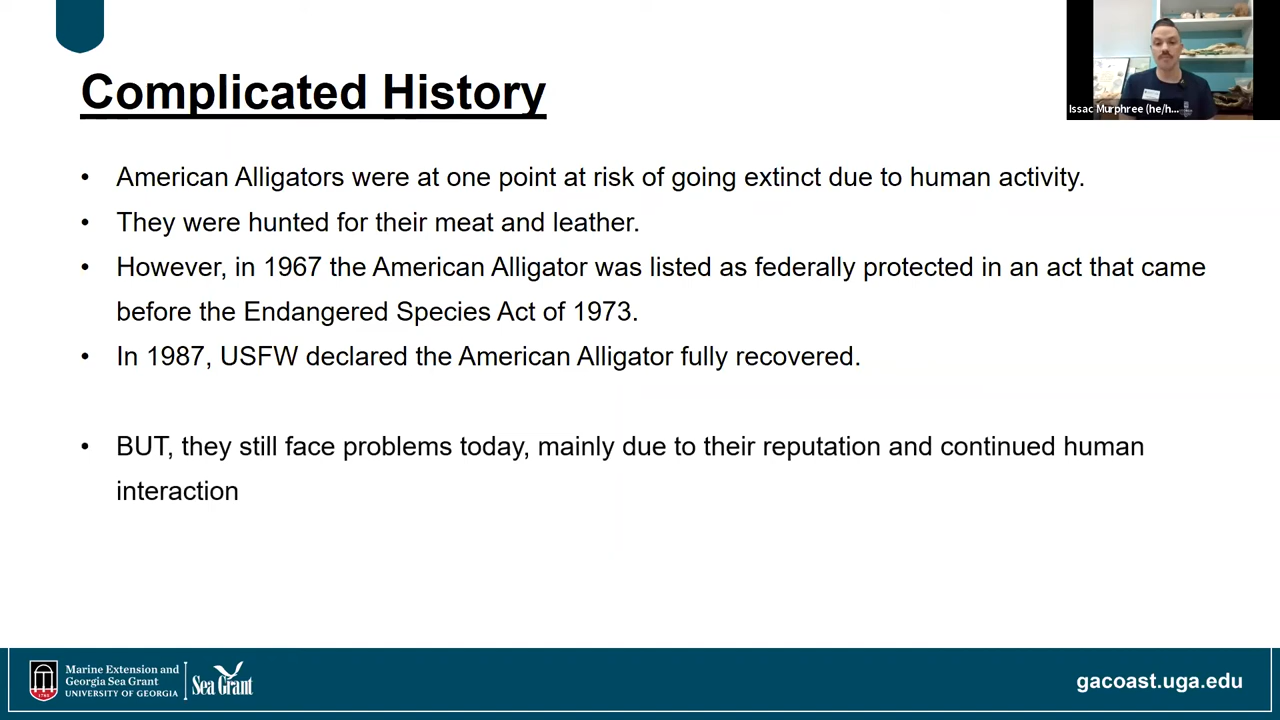 Complicated History
Issac Murphree (he/h...
• American Alligators were at one point at risk of going extinct due to human activity.
• They were hunted for their meat and leather.
• However, in 1967 the American Alligator was listed as federally protected in an act that came
before the Endangered Species Act of 1973.
• In 1987, USFW declared the American Alligator fully recovered.
• BUT, they still face problems today, mainly due to their reputation and continued human
interaction
1785
Marine Extension and
Georgia Sea Grant
UNIVERSITY OF GEORGIA
Sea Grant
gacoast.uga.edu